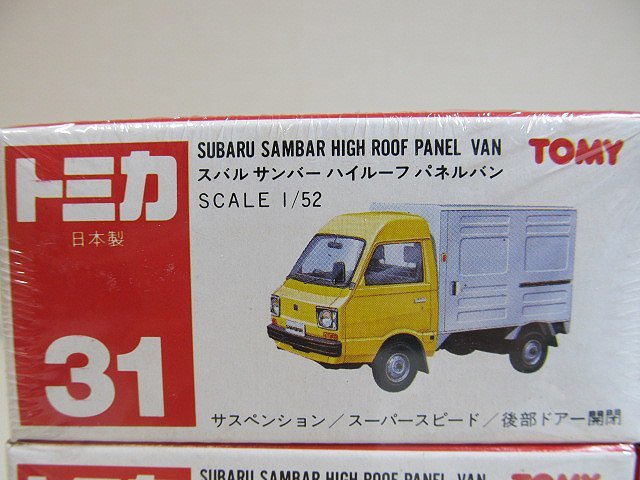 トミカ
日本製
31
SUBARU SAMBAR HIGH ROOF PANEL VAN
スバル サンバー ハイルーフ パネルバン
SCALE 1/52
TOMY
サスペンション/スーパースピード/後部ドアー開閉
トミカ
SUBARU SAMBAR HIGH ROOF PANEL VAN
TOMY